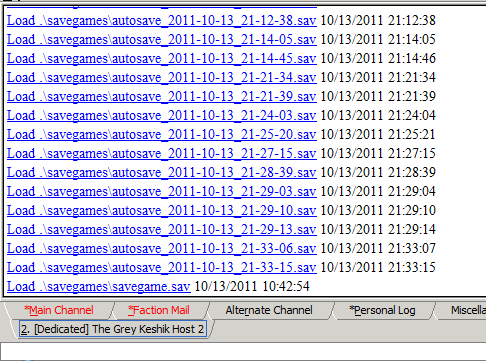 Load .\savegames\autosave_2011-10-13_21-12-38.sav 10/13/2011 21:12:38
Load .\savegames\autosave_2011-10-13_21-14-05.sav 10/13/2011 21:14:05
Load .\savegames\autosave_2011-10-13_21-14-45.sav 10/13/2011 21:14:46
Load .\savegames\autosave_2011-10-13_21-21-34.sav 10/13/2011 21:21:34
Load .\savegames\autosave_2011-10-13_21-21-39.sav 10/13/2011 21:21:39
Load .\savegames\autosave_2011-10-13_21-24-03.sav 10/13/2011 21:24:04
Load .\savegames\autosave_2011-10-13_21-25-20.sav 10/13/2011 21:25:21
Load .\savegames\autosave_2011-10-13_21-27-15.sav 10/13/2011 21:27:15
Load .\savegames\autosave_2011-10-13_21-28-39.sav 10/13/2011 21:28:39
Load .\savegames\autosave_2011-10-13_21-29-03.sav 10/13/2011 21:29:04
Load .\savegames\autosave_2011-10-13_21-29-10.sav 10/13/2011 21:29:10
Load .\savegames\autosave_2011-10-13_21-29-13.sav 10/13/2011 21:29:14
Load .\savegames\autosave_2011-10-13_21-33-06.sav 10/13/2011 21:33:07
Load .\savegames\autosave_2011-10-13_21-33-15.sav 10/13/2011 21:33:15
Load .\savegames\savegame.sav 10/13/2011 10:42:54
*Main Channel *Faction Mail Alternate Channel *Personal Log Miscella
2. [Dedicated] The Grey Keshik Host 2